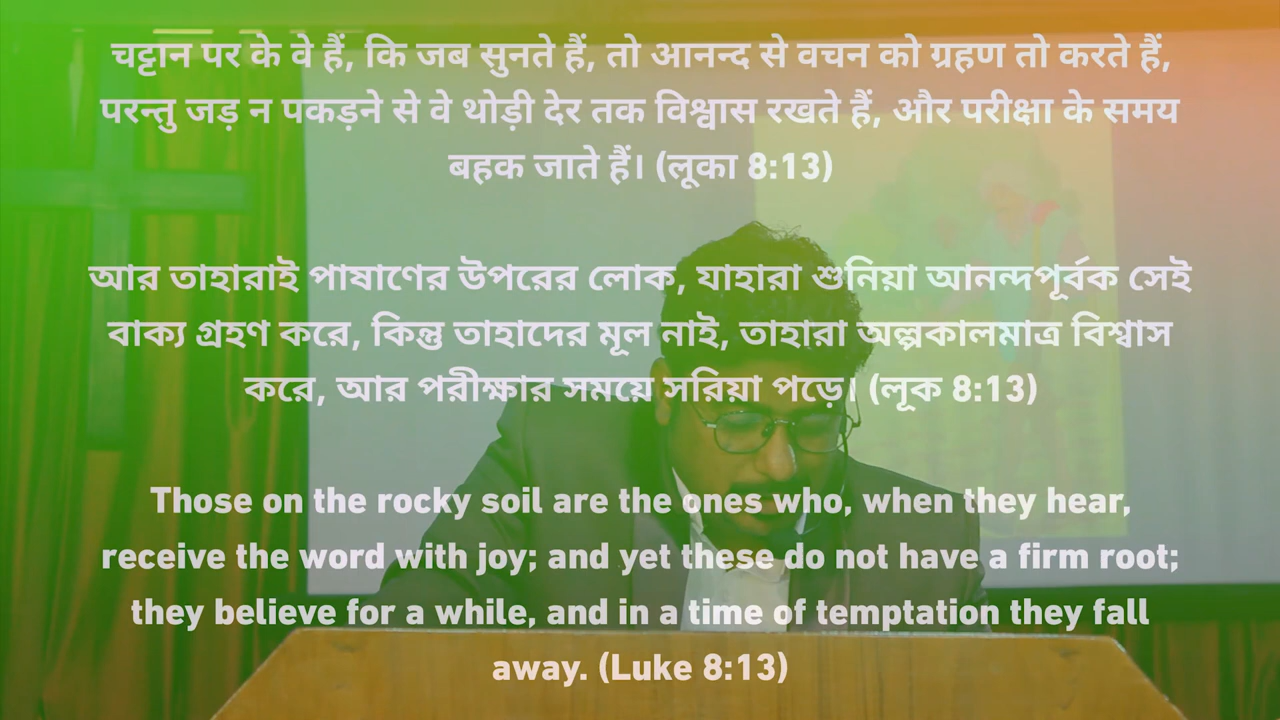 चट्टान पर के वे हैं, कि जब सुनते हैं, तो आनन्द से वचन को ग्रहण तो करते हैं,
परन्तु जड़ न पकड़ने से वे थोड़ी देर तक विश्वास रखते हैं, और परीक्षा के समय
बहक जाते हैं। (लूका 8:13)
আর তাহারাই পাষাণের উপরের লোক, যাহারা শুনিয়া আনন্দপূর্বক সেই
বাক্য গ্রহণ করে, কিন্তু তাহাদের মূল নাই, তাহারা অল্পকালমাত্র বিশ্বাস
করে, আর পরীক্ষার সময়ে সরিয়া পড়ে। (লূক 8:13)
Those on the rocky soil are the ones who, when they hear,
receive the word with joy; and yet these do not have a firm root;
they believe for a while, and in a time of temptation they fall
away. (Luke 8:13)